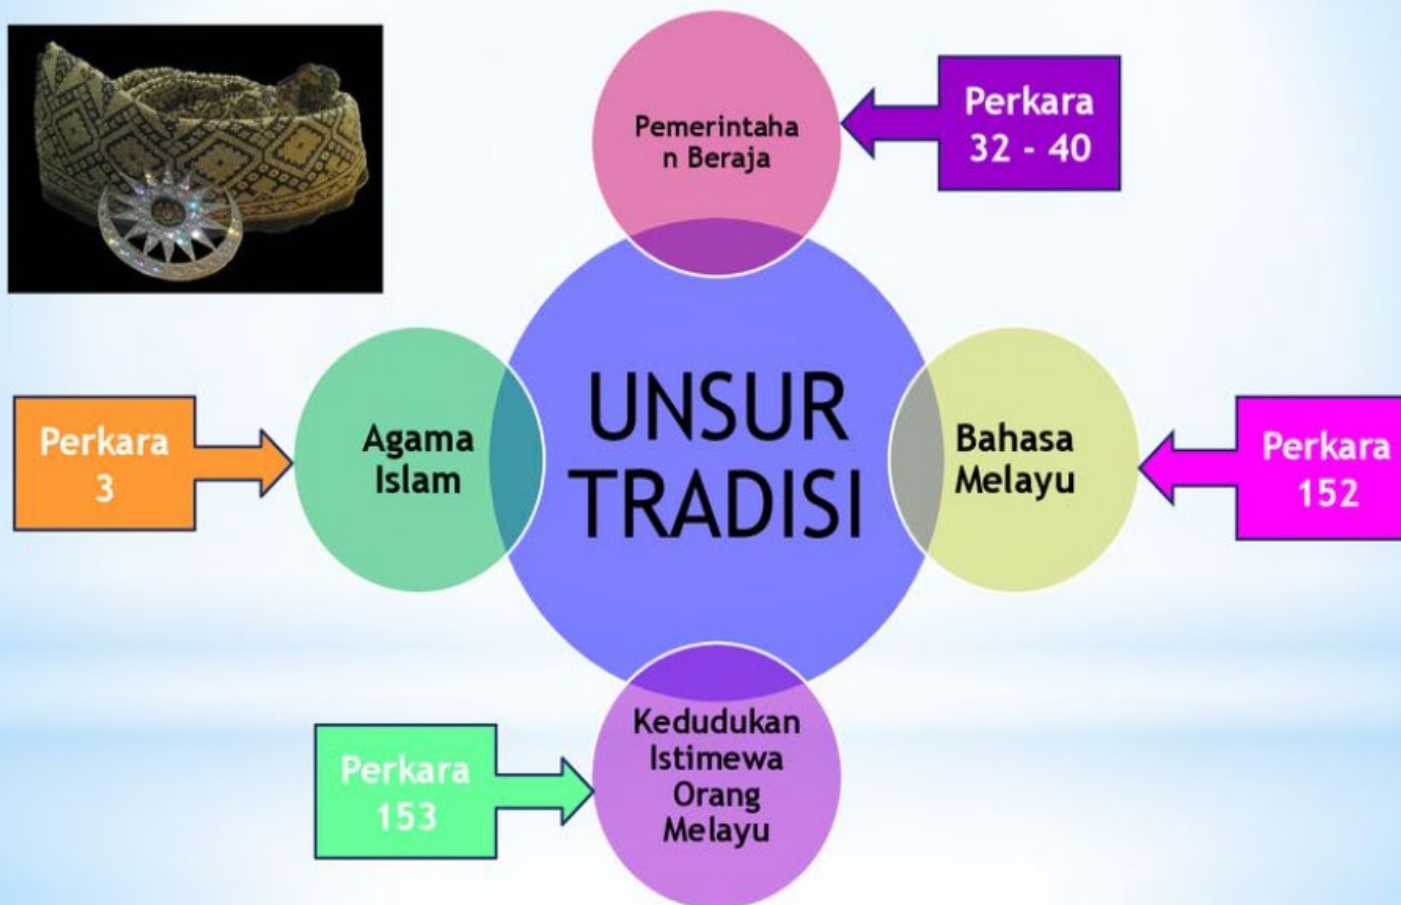 Pemerintaha
n Beraja
Perkara
32 - 40
UNSUR
TRADISI
Agama
Islam
Perkara
3
Bahasa
Melayu
Perkara
152
Kedudukan
Istimewa
Orang
Melayu
Perkara
153